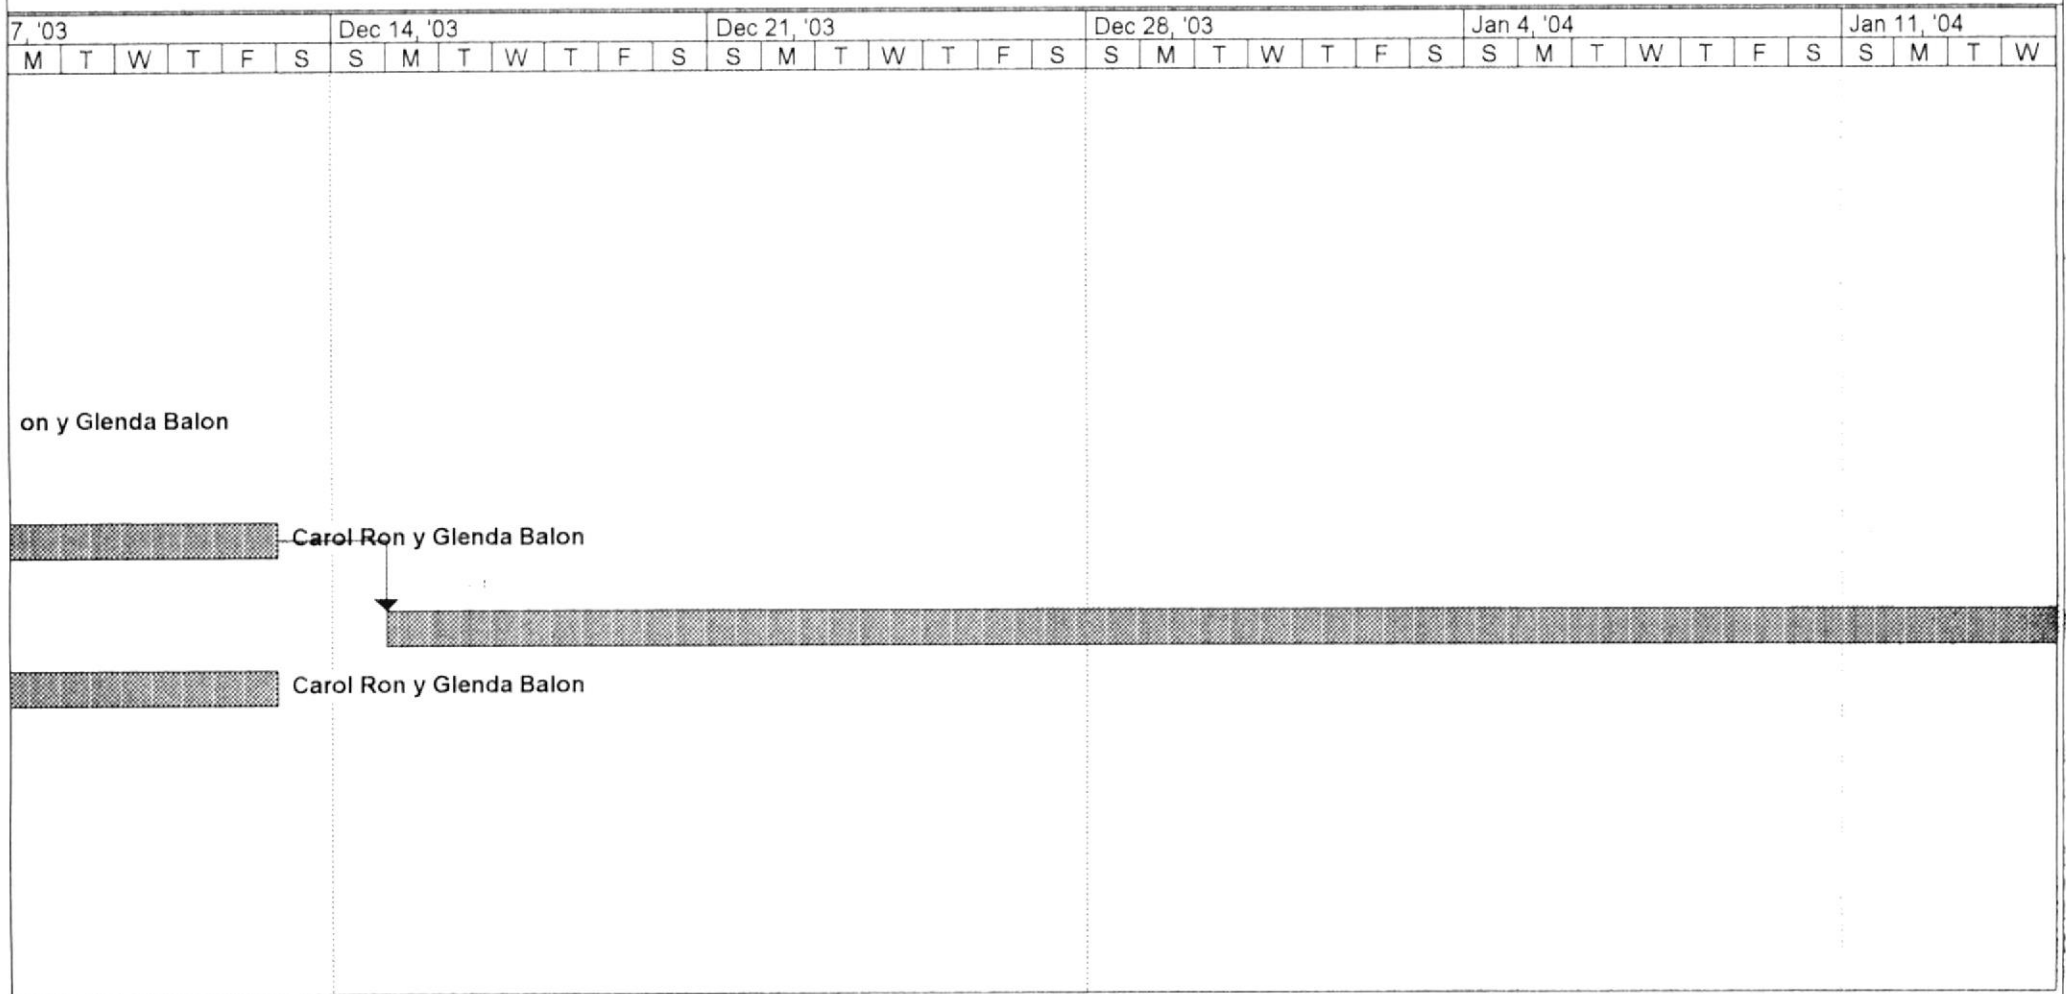 7, '03 Dec 14, '03 Dec 21, '03 Dec 28, '03 Jan 4, '04 Jan 11, '04
M T W T F S S M T W T F S S M T W T F S S M T W T F S S M T W T F S S M T W
on y Glenda Balon
Carol Ron y Glenda Balon
Carol Ron y Glenda Balon